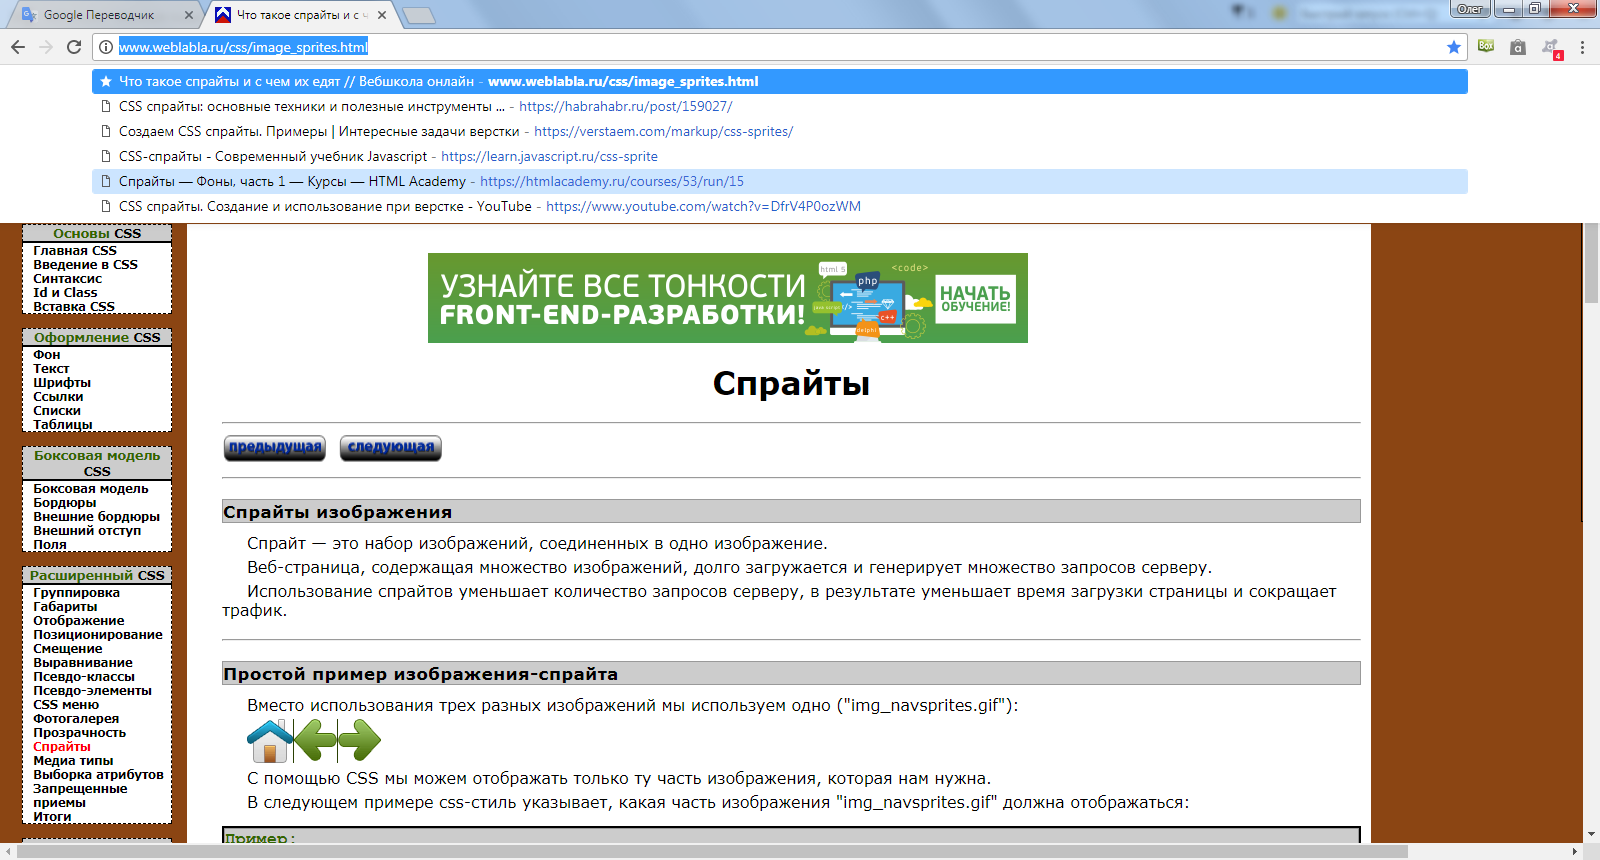 Google Переводчик
Что такое спрайты и с ч
Олег
www.weblabla.ru/css/image_sprites.html
Box
a
4
Что такое спрайты и с чем их едят // Вебшкола онлайн - www.weblabla.ru/css/image_sprites.html
CSS спрайты: основные техники и полезные инструменты ... - https://habrahabr.ru/post/159027/
Создаем CSS спрайты. Примеры | Интересные задачи верстки - https://verstaem.com/markup/css-sprites/
CSS-спрайты - Современный учебник Javascript - https://learn.javascript.ru/css-sprite
Спрайты — Фоны, часть 1 — Курсы — HTML Academy - https://htmlacademy.ru/courses/53/run/15
CSS спрайты. Создание и использование при верстке - YouTube - https://www.youtube.com/watch?v=DfrV4P0ozWM
Основы CSS
Главная CSS
Введение в CSS
Синтаксис
Id и Class
Вставка CSS
Оформление CSS
Фон
Текст
Шрифты
Ссылки
Списки
Таблицы
Боксовая модель
CSS
Боксовая модель
Бордюры
Внешние бордюры
Внешний отступ
Поля
Расширенный CSS
Группировка
Габариты
Отображение
Позиционирование
Смещение
Выравнивание
Псевдо-классы
Псевдо-элементы
CSS меню
Фотогалерея
Прозрачность
Спрайты
Медиа типы
Выборка атрибутов
Запрещенные
приемы
Итоги
УЗНАЙТЕ ВСЕ ТОНКОСТИ
FRONT-END-РАЗРАБОТКИ!
html 5
php
<code>
java script
</>
c++
delphi
НАЧАТЬ
ОБУЧЕНИЕ!
Спрайты
предыдущая
следующая
Спрайты изображения
Спрайт — это набор изображений, соединенных в одно изображение.
Веб-страница, содержащая множество изображений, долго загружается и генерирует множество запросов серверу.
Использование спрайтов уменьшает количество запросов серверу, в результате уменьшает время загрузки страницы и сокращает
трафик.
Простой пример изображения-спрайта
Вместо использования трех разных изображений мы используем одно ("img_navsprites.gif"):
С помощью CSS мы можем отображать только ту часть изображения, которая нам нужна.
В следующем примере css-стиль указывает, какая часть изображения "img_navsprites.gif" должна отображаться:
Пример: